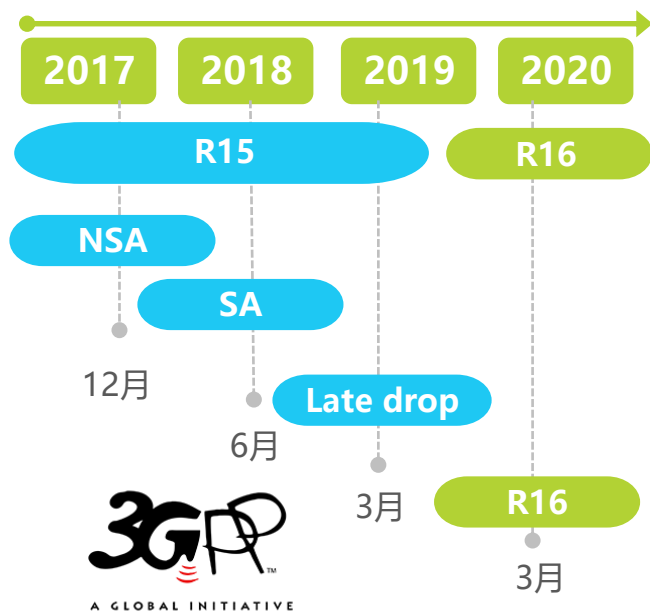 2017 2018 2019 2020
R15 R16
NSA
SA
12月
Late drop
6月
3月
R16
3GPP™
3月
A GLOBAL INITIATIVE